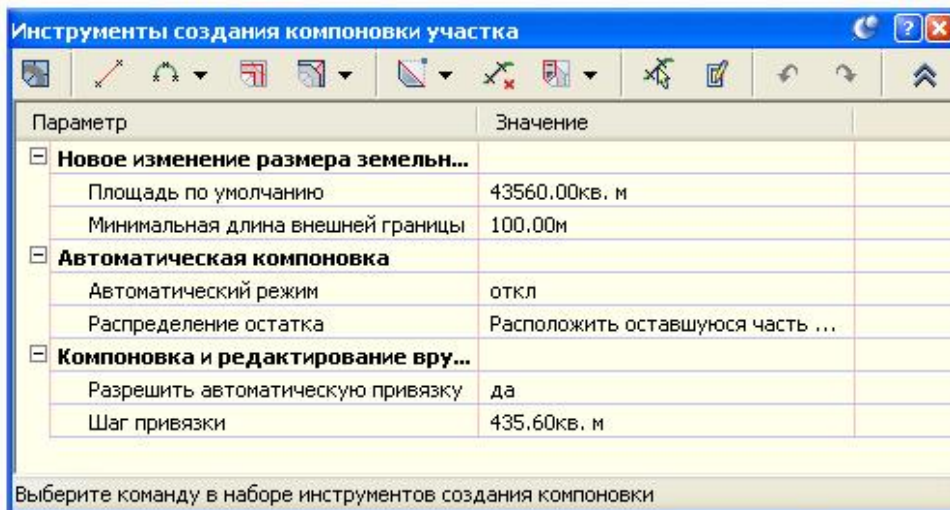 Инструменты создания компоновки участка
Параметр Значение
Новое изменение размера земельн...
Площадь по умолчанию 43560.00кв. м
Минимальная длина внешней границы 100.00м
Автоматическая компоновка
Автоматический режим откл
Распределение остатка Расположить оставшуюся часть ...
Компоновка и редактирование вру...
Разрешить автоматическую привязку да
Шаг привязки 435.60кв. м
Выберите команду в наборе инструментов создания компоновки